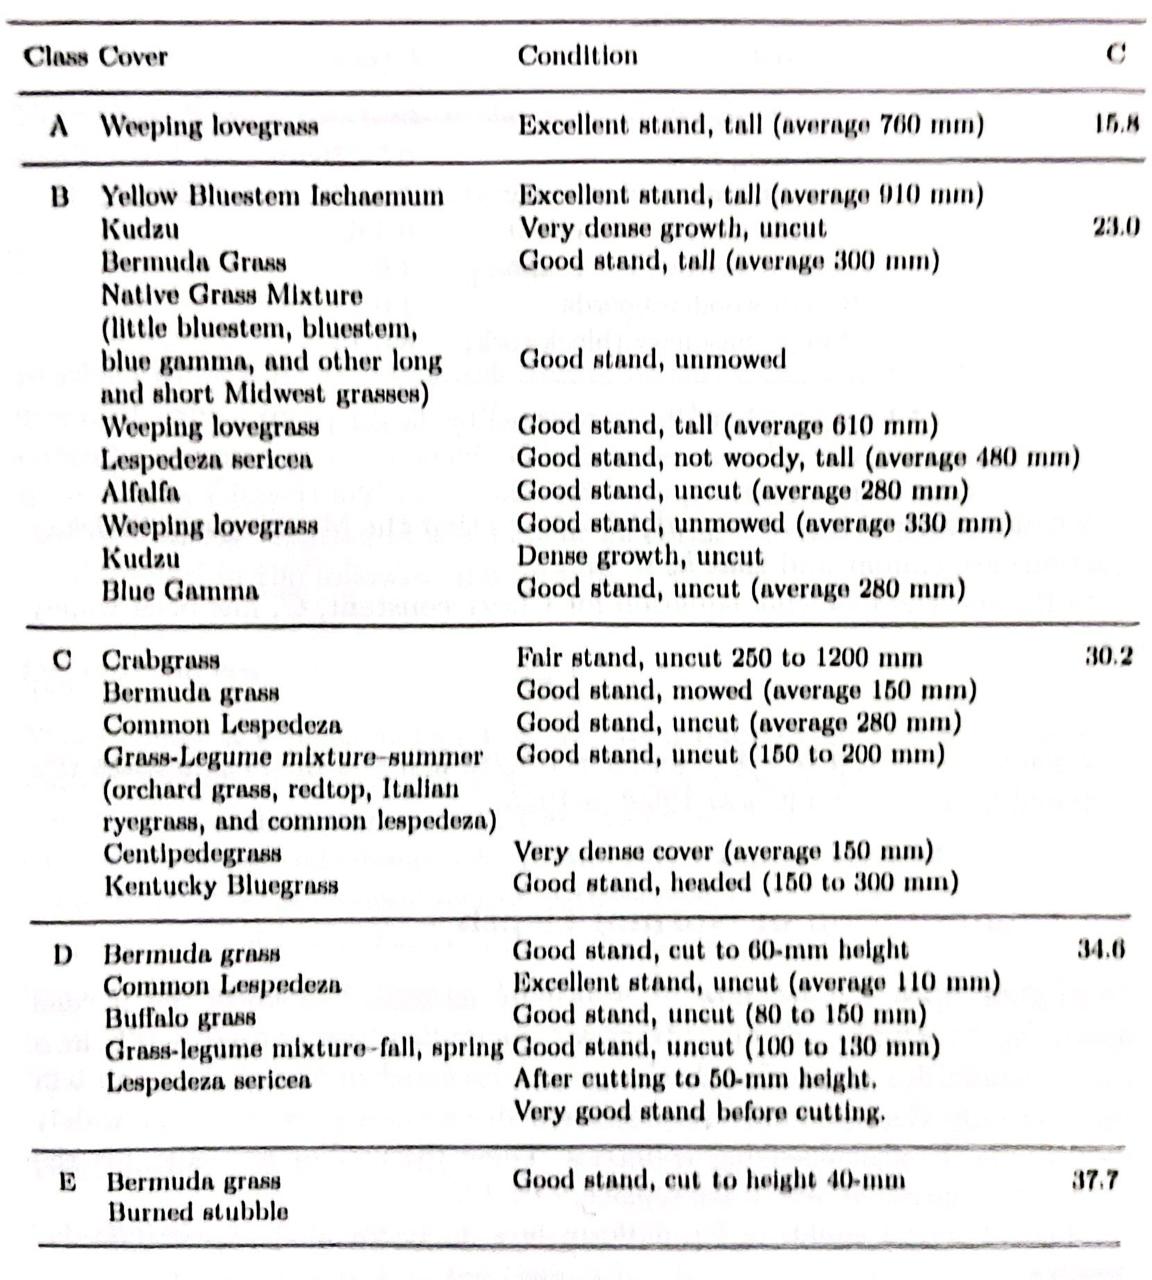 Class Cover Condition C
A Weeping lovegrass Excellent stand, tall (average 760 mm) 15.8
B Yellow Bluestem Ischaemum Excellent stand, tall (average 910 mm)
Kudzu Very dense growth, uncut 23.0
Bermuda Grass Good stand, tall (average 300 mm)
Native Grass Mixture
(little bluestem, bluestem,
blue gamma, and other long Good stand, unmowed
and short Midwest grasses)
Weeping lovegrass Good stand, tall (average 610 mm)
Lespedeza sericea Good stand, not woody, tall (average 480 mm)
Alfalfa Good stand, uncut (average 280 mm)
Weeping lovegrass Good stand, unmowed (average 330 mm)
Kudzu Dense growth, uncut
Blue Gamma Good stand, uncut (average 280 mm)
C Crabgrass Fair stand, uncut 250 to 1200 mm 30.2
Bermuda grass Good stand, mowed (average 150 mm)
Common Lespedeza Good stand, uncut (average 280 mm)
Grass-Legume mixture–summer Good stand, uncut (150 to 200 mm)
(orchard grass, redtop, Italian
ryegrass, and common lespedeza)
Centipedegrass Very dense cover (average 150 mm)
Kentucky Bluegrass Good stand, headed (150 to 300 mm)
D Bermuda grass Good stand, cut to 60-mm height 34.6
Common Lespedeza Excellent stand, uncut (average 110 mm)
Buffalo grass Good stand, uncut (80 to 150 mm)
Grass-legume mixture–fall, spring Good stand, uncut (100 to 130 mm)
Lespedeza sericea After cutting to 50-mm height.
Very good stand before cutting.
E Bermuda grass Good stand, cut to height 40-mm 37.7
Burned stubble